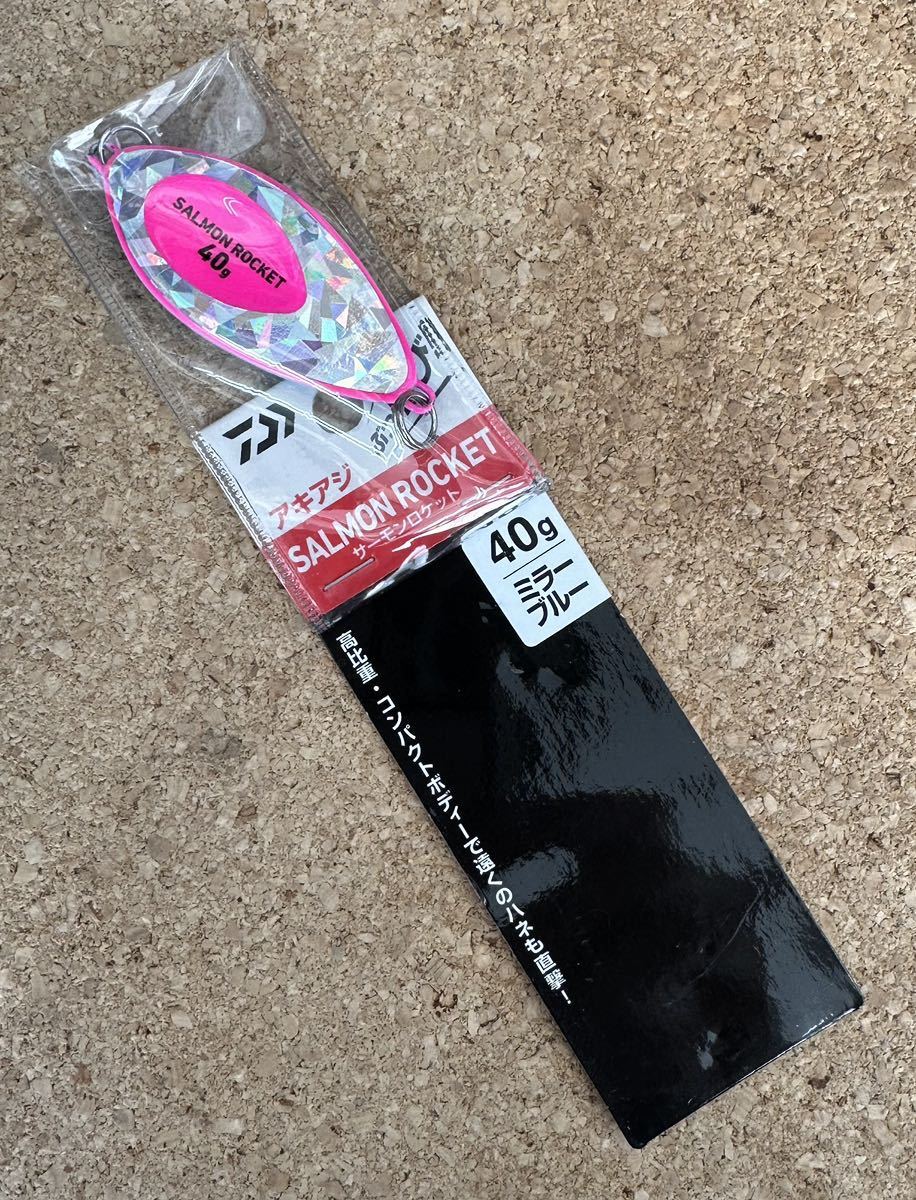 SALMON ROCKET
40g
アキアジ
SALMON ROCKET
サーモンロケット
40g
ミラー
ブルー
高比重・コンパクトボディーで遠くのハネも直撃！